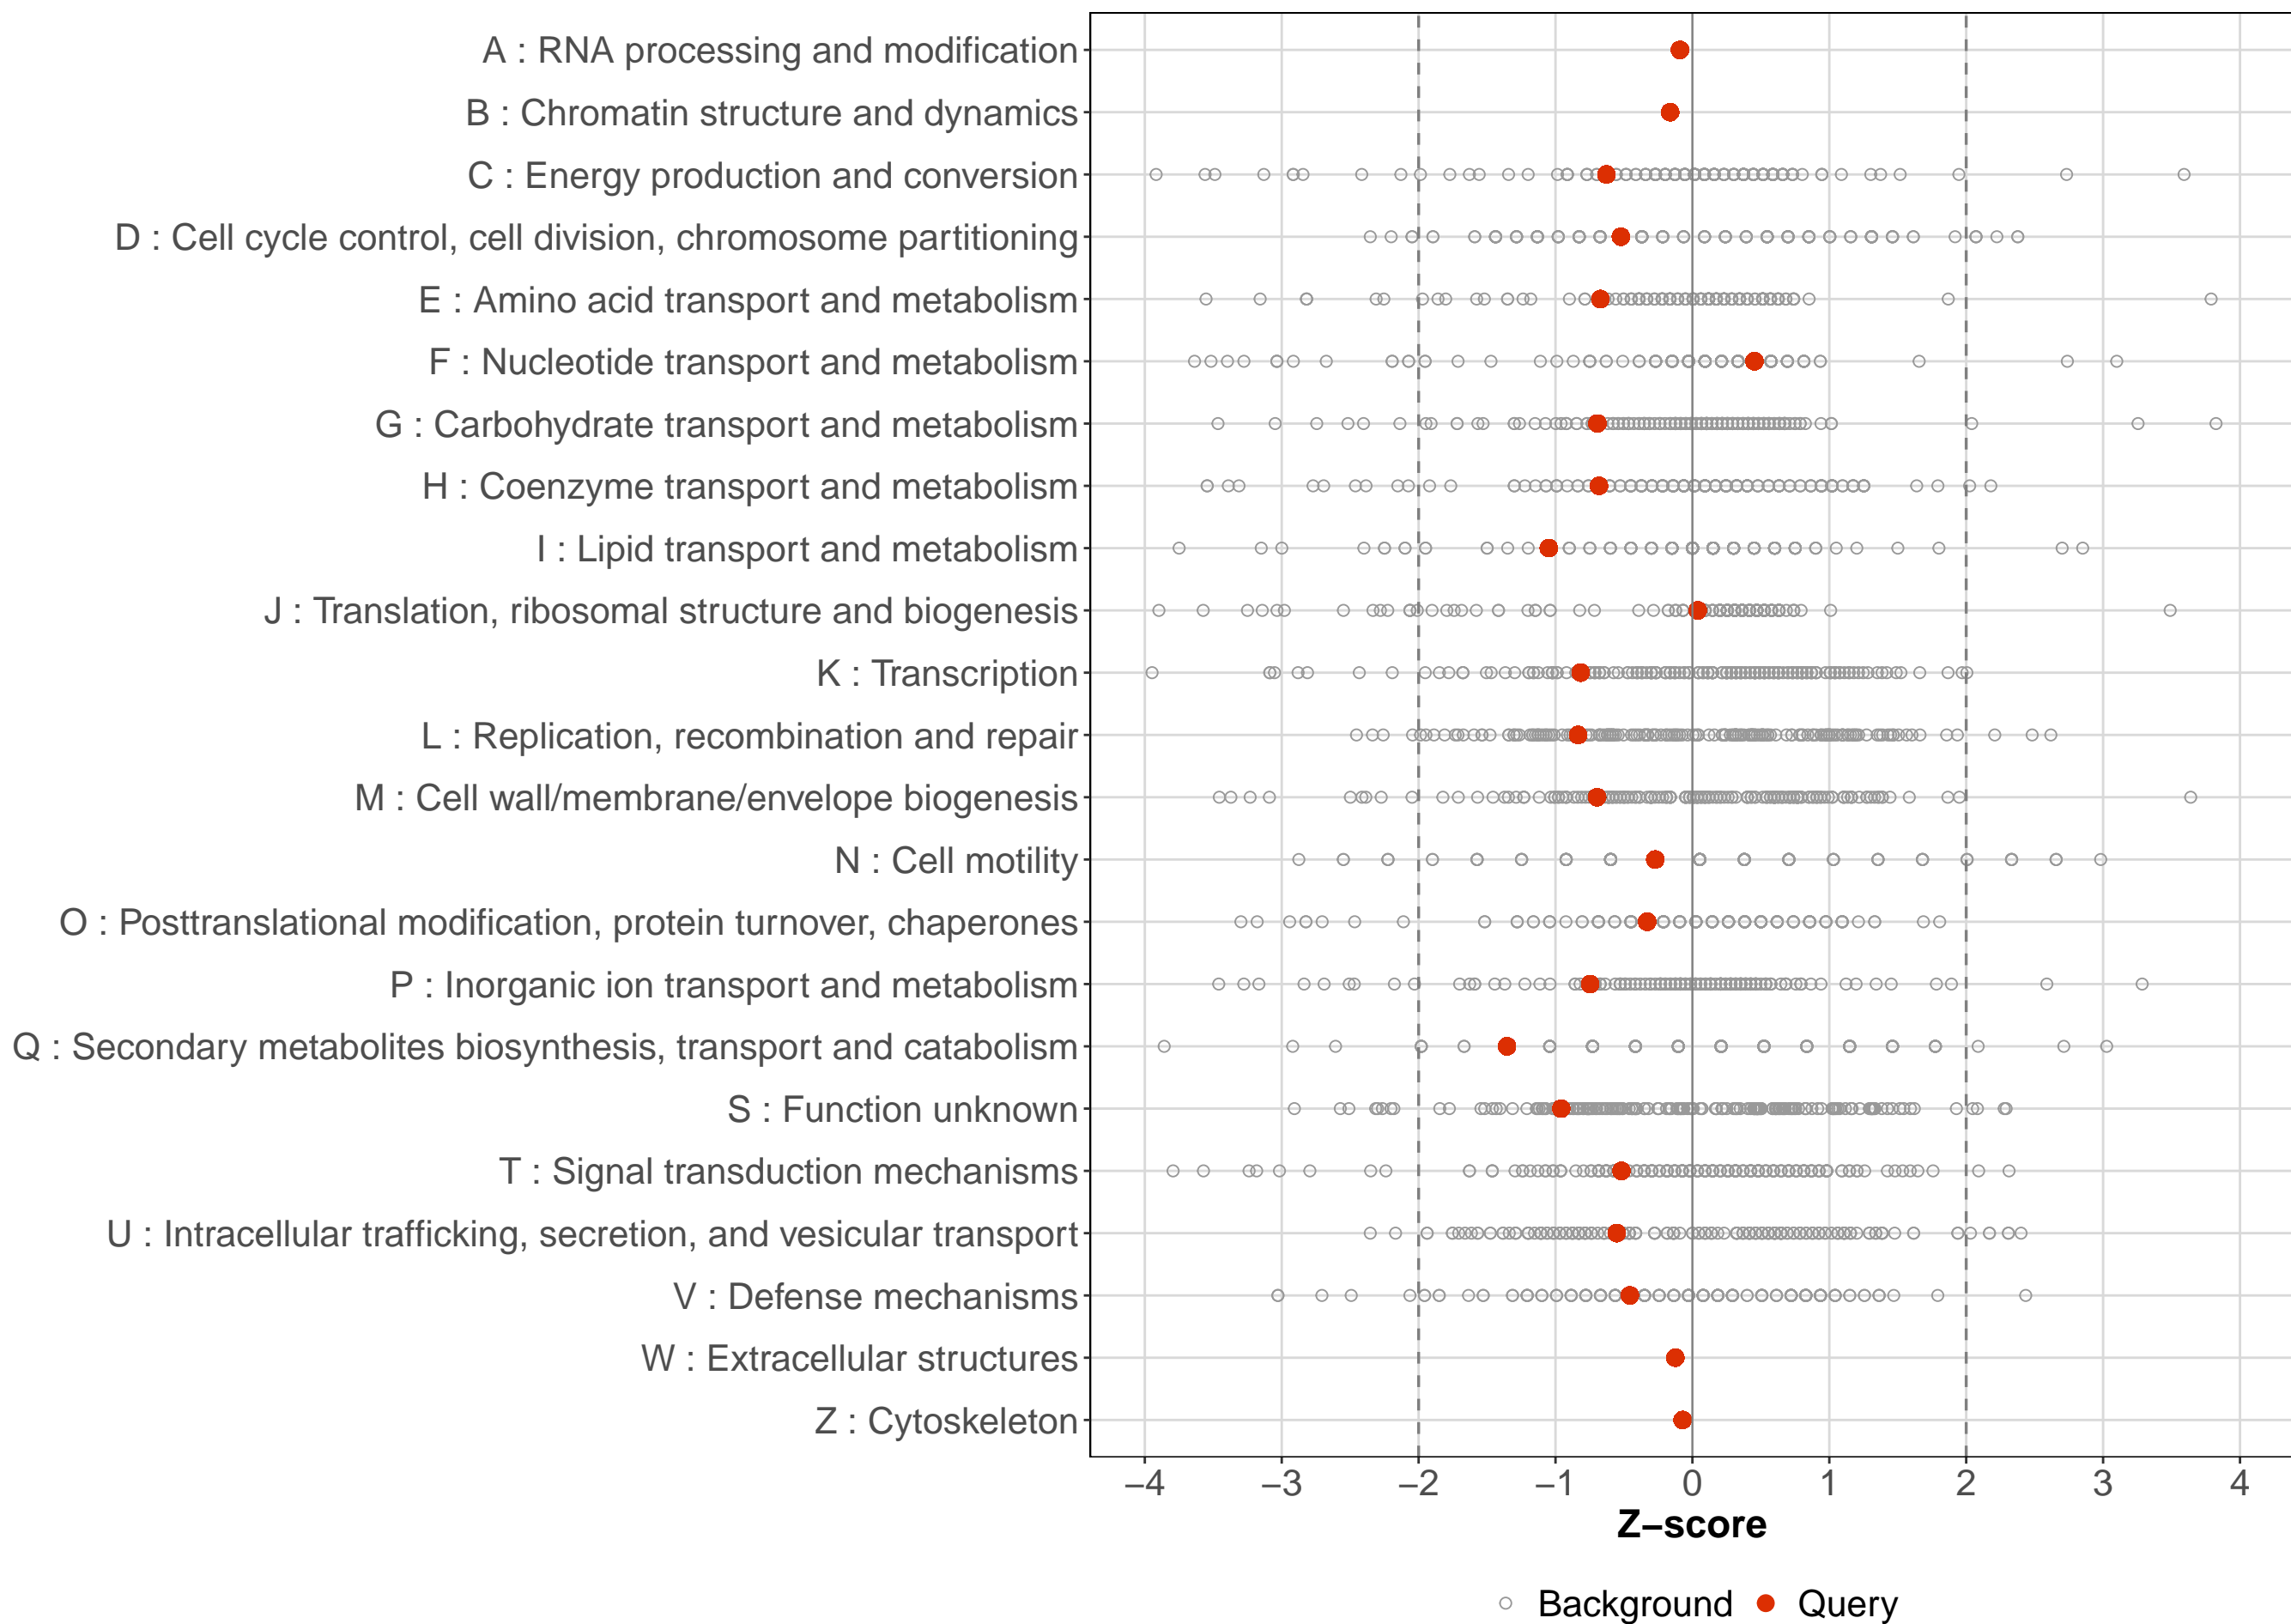 A : RNA processing and modification
B : Chromatin structure and dynamics
C : Energy production and conversion
D : Cell cycle control, cell division, chromosome partitioning
E : Amino acid transport and metabolism
F : Nucleotide transport and metabolism
G : Carbohydrate transport and metabolism
H : Coenzyme transport and metabolism
I : Lipid transport and metabolism
J : Translation, ribosomal structure and biogenesis
K : Transcription
L : Replication, recombination and repair
M : Cell wall/membrane/envelope biogenesis
N : Cell motility
O : Posttranslational modification, protein turnover, chaperones
P : Inorganic ion transport and metabolism
Q : Secondary metabolites biosynthesis, transport and catabolism
S : Function unknown
T : Signal transduction mechanisms
U : Intracellular trafficking, secretion, and vesicular transport
V : Defense mechanisms
W : Extracellular structures
Z : Cytoskeleton
−4 −3 −2 −1 0 1 2 3 4
Z−score
Background Query